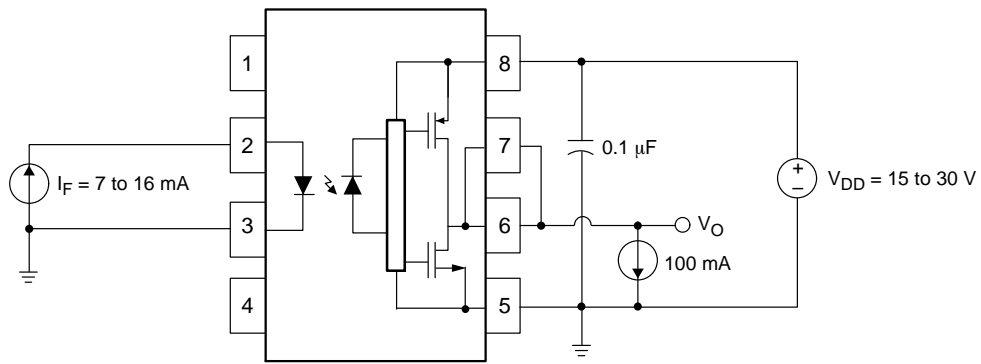 1
8
2
7
0.1 μF
+
−
V_DD = 15 to 30 V
I_F = 7 to 16 mA
3
6
V_O
100 mA
4
5